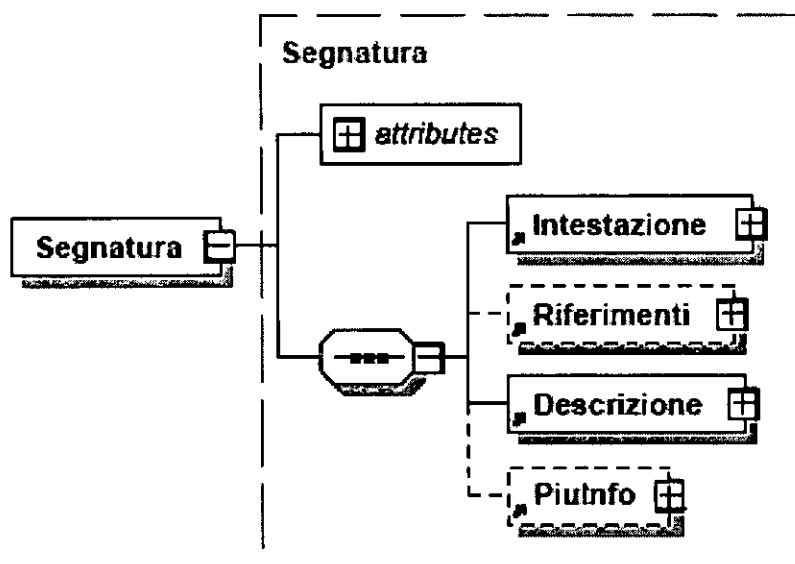 Segnatura
attributes
Segnatura
Intestazione
Riferimenti
Descrizione
PiuInfo